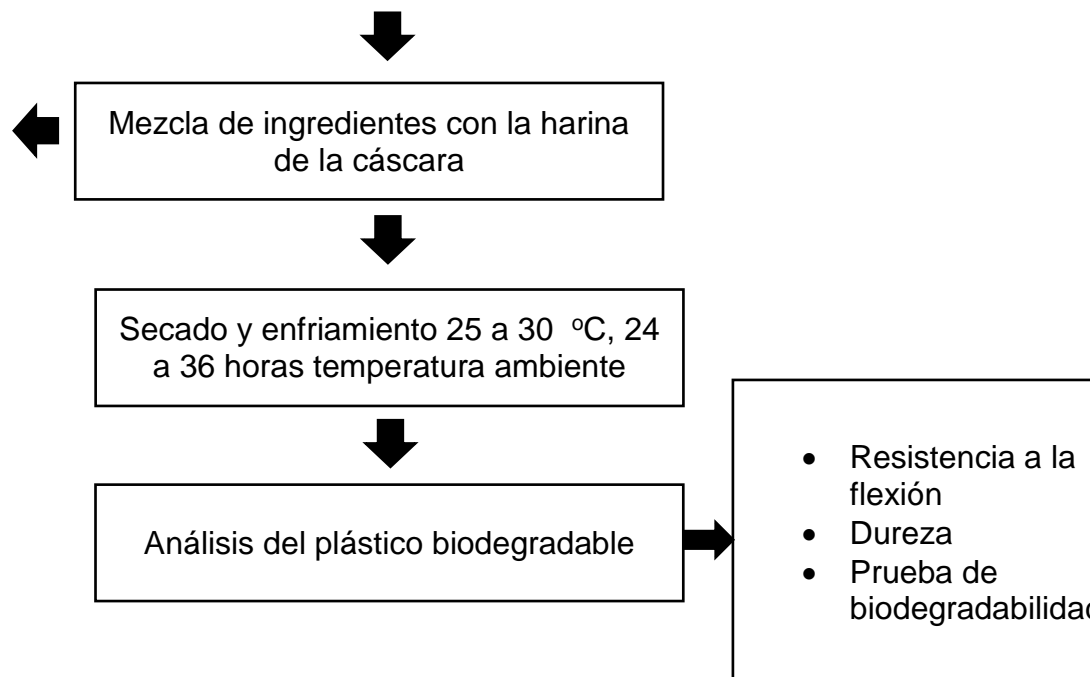 Mezcla de ingredientes con la harina
de la cáscara
Secado y enfriamiento 25 a 30 ºC, 24
a 36 horas temperatura ambiente
Análisis del plástico biodegradable
• Resistencia a la
flexión
• Dureza
• Prueba de
biodegradabilidad